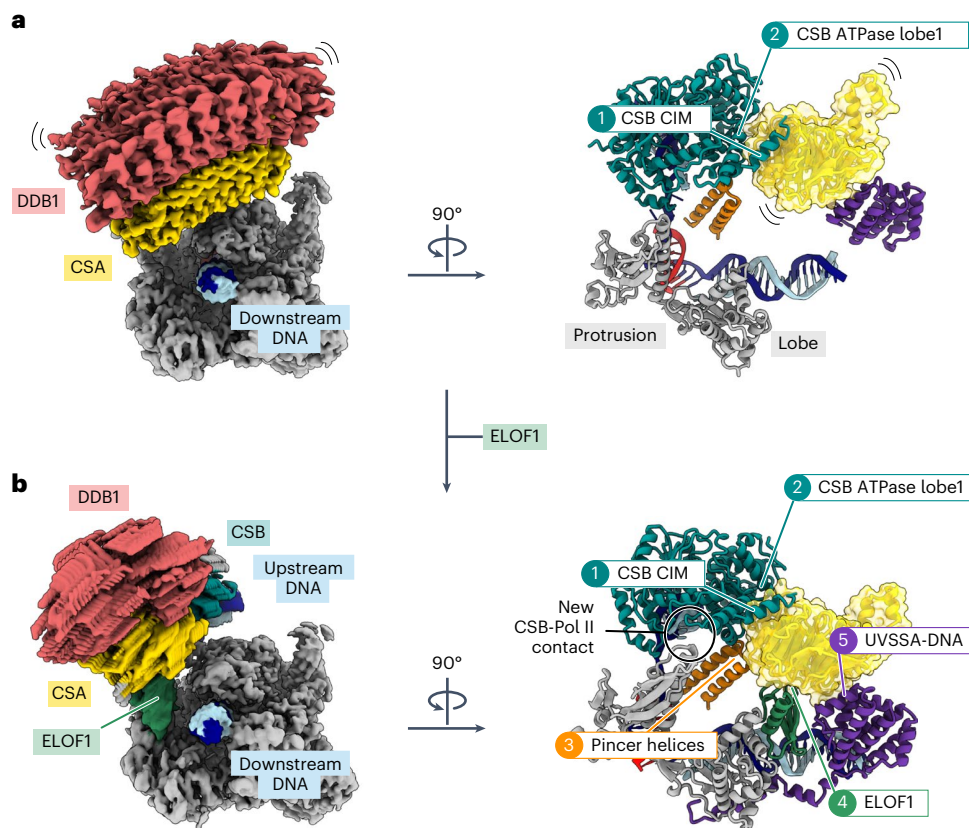 a
DDB1
CSA
Downstream
DNA
90°
2 CSB ATPase lobe1
1 CSB CIM
Protrusion
Lobe
ELOF1
b
DDB1
CSB
Upstream
DNA
CSA
ELOF1
Downstream
DNA
90°
2 CSB ATPase lobe1
1 CSB CIM
New
CSB-Pol II
contact
5 UVSSA-DNA
3 Pincer helices
4 ELOF1